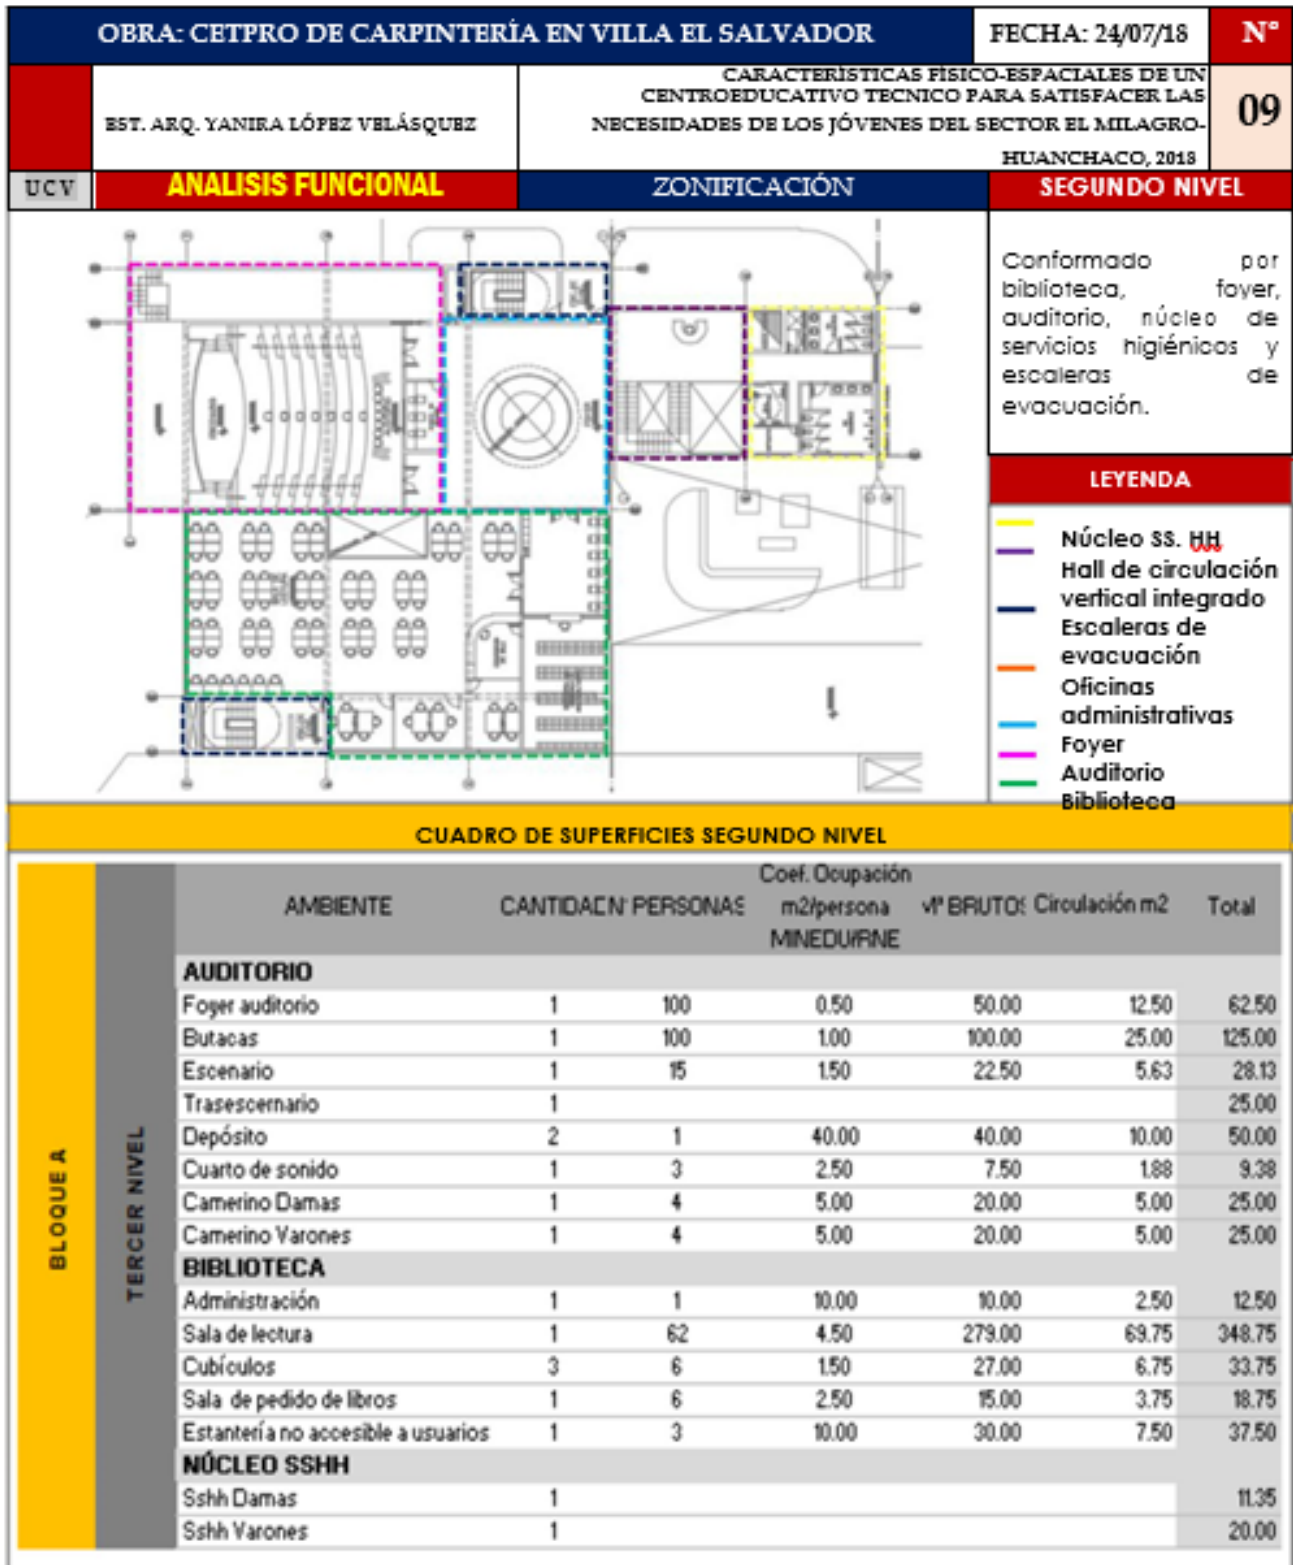 OBRA: CETPRO DE CARPINTERÍA EN VILLA EL SALVADOR
FECHA: 24/07/18
N°
EST. ARQ. YANIRA LÓPEZ VELÁSQUEZ
CARACTERÍSTICAS FÍSICO-ESPACIALES DE UN
CENTROEDUCATIVO TECNICO PARA SATISFACER LAS
NECESIDADES DE LOS JÓVENES DEL SECTOR EL MILAGRO-
HUANCHACO, 2018
09
UCV
ANALISIS FUNCIONAL
ZONIFICACIÓN
SEGUNDO NIVEL
Conformado por
biblioteca, foyer,
auditorio, núcleo de
servicios higiénicos y
escaleras de
evacuación.
LEYENDA
Núcleo SS. HH
Hall de circulación
vertical integrado
Escaleras de
evacuación
Oficinas
administrativas
Foyer
Auditorio
Biblioteca
CUADRO DE SUPERFICIES SEGUNDO NIVEL
BLOQUE A
TERCER NIVEL
AMBIENTE CANTIDAD N° PERSONAS Coef. Ocupación m2/persona MINEDU/RNE M² BRUTOS Circulación m2 Total
AUDITORIO
Foyer auditorio 1 100 0.50 50.00 12.50 62.50
Butacas 1 100 1.00 100.00 25.00 125.00
Escenario 1 15 1.50 22.50 5.63 28.13
Trasescernario 1 25.00
Depósito 2 1 40.00 40.00 10.00 50.00
Cuarto de sonido 1 3 2.50 7.50 1.88 9.38
Camerino Damas 1 4 5.00 20.00 5.00 25.00
Camerino Varones 1 4 5.00 20.00 5.00 25.00
BIBLIOTECA
Administración 1 1 10.00 10.00 2.50 12.50
Sala de lectura 1 62 4.50 279.00 69.75 348.75
Cubículos 3 6 1.50 27.00 6.75 33.75
Sala de pedido de libros 1 6 2.50 15.00 3.75 18.75
Estantería no accesible a usuarios 1 3 10.00 30.00 7.50 37.50
NÚCLEO SSHH
Sshh Damas 1 11.35
Sshh Varones 1 20.00